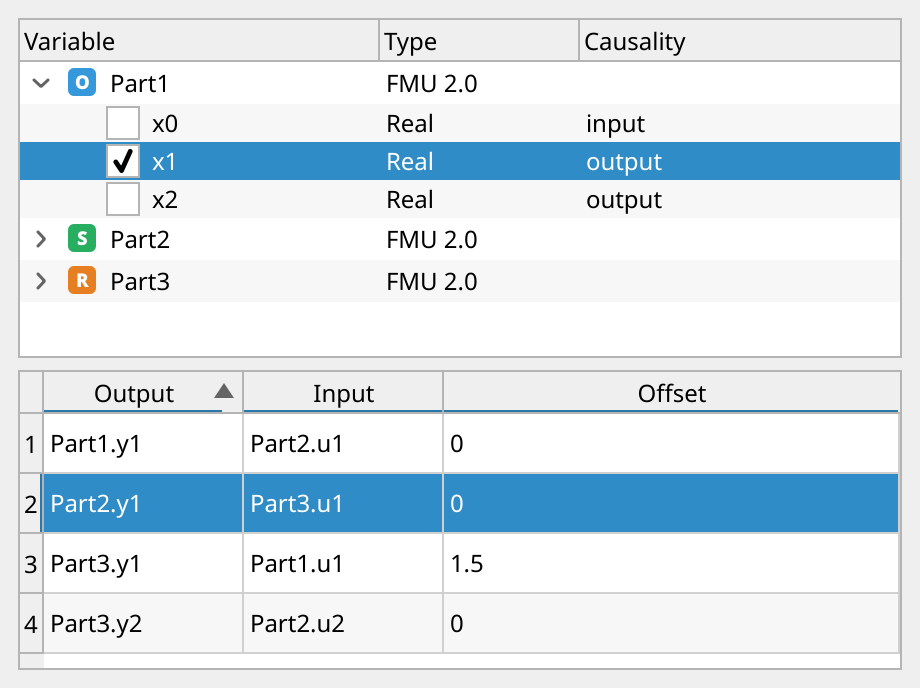 Variable Type Causality
O Part1 FMU 2.0
x0 Real input
x1 Real output
x2 Real output
S Part2 FMU 2.0
R Part3 FMU 2.0
Output Input Offset
1 Part1.y1 Part2.u1 0
2 Part2.y1 Part3.u1 0
3 Part3.y1 Part1.u1 1.5
4 Part3.y2 Part2.u2 0